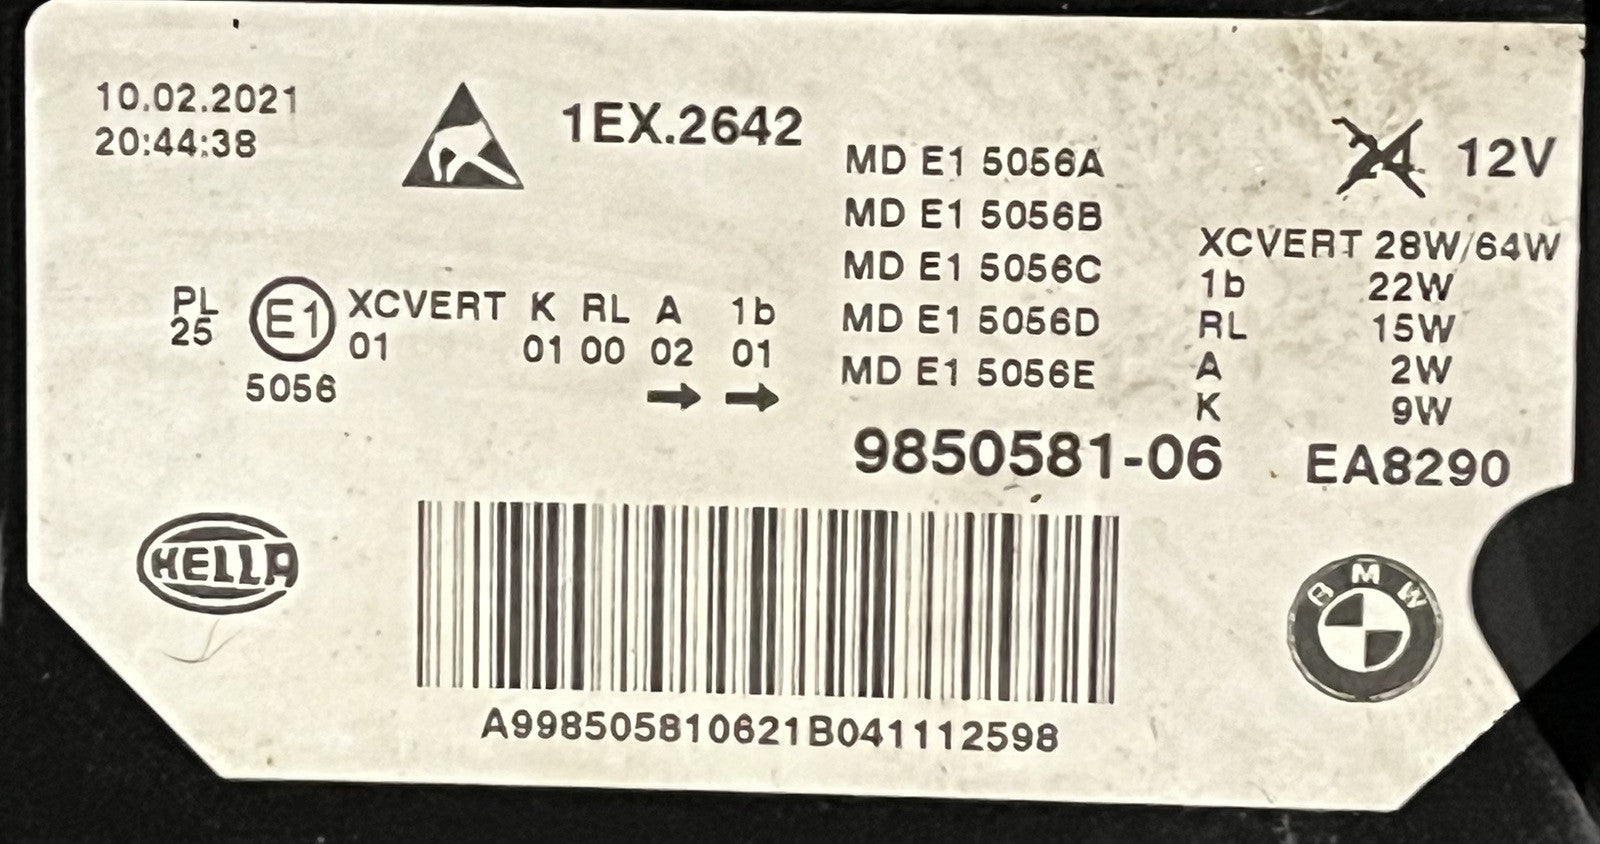 10.02.2021
20:44:38
1EX.2642
MD E1 5056A
MD E1 5056B
MD E1 5056C
MD E1 5056D
MD E1 5056E
24 12V
XCVERT 28W/64W
1b 22W
RL 15W
A 2W
K 9W
PL
25
E1
5056
XCVERT K RL A 1b
01 01 00 02 01
9850581-06
EA8290
HELLA
BMW
A998505810621B041112598